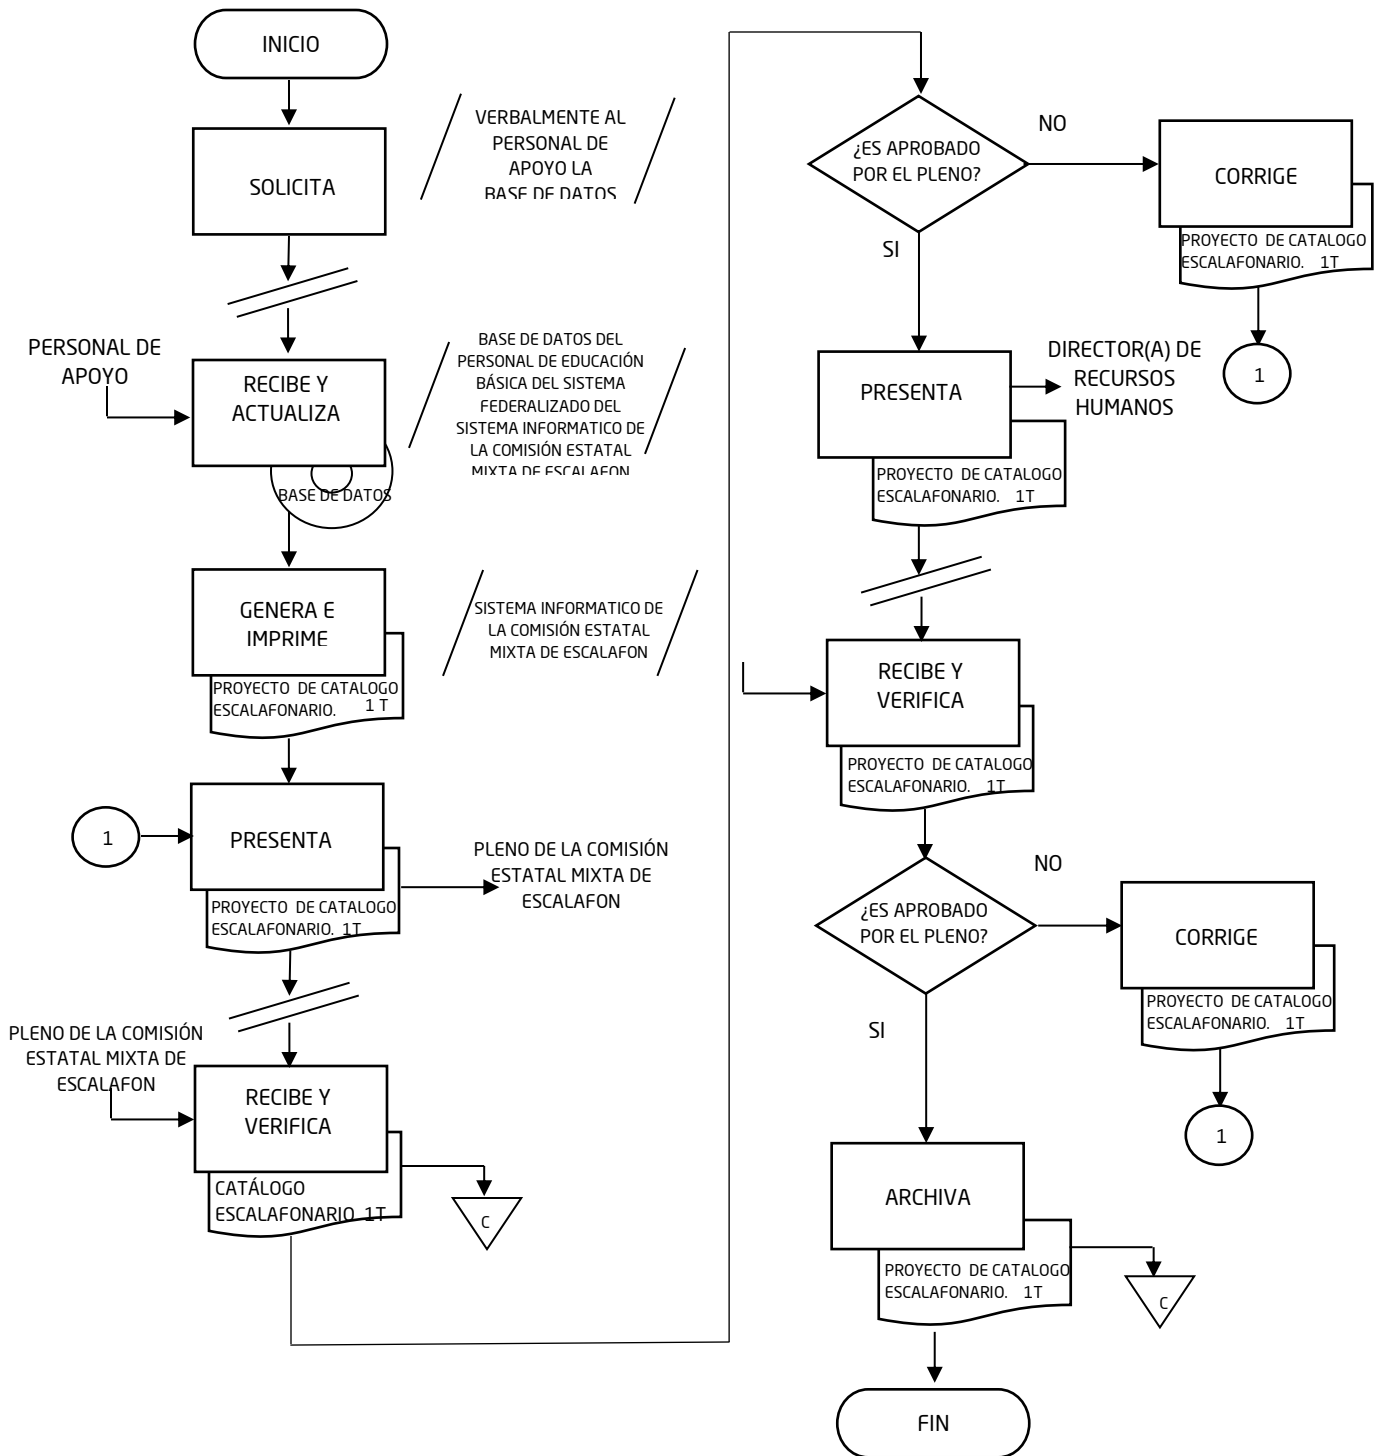 INICIO
SOLICITA
VERBALMENTE AL
PERSONAL DE
APOYO LA
BASE DE DATOS
PERSONAL DE
APOYO
RECIBE Y
ACTUALIZA
BASE DE DATOS
BASE DE DATOS DEL
PERSONAL DE EDUCACIÓN
BÁSICA DEL SISTEMA
FEDERALIZADO DEL
SISTEMA INFORMATICO DE
LA COMISIÓN ESTATAL
MIXTA DE ESCALAFON
GENERA E
IMPRIME
PROYECTO DE CATALOGO
ESCALAFONARIO. 1 T
SISTEMA INFORMATICO DE
LA COMISIÓN ESTATAL
MIXTA DE ESCALAFON
1
PRESENTA
PROYECTO DE CATALOGO
ESCALAFONARIO. 1T
PLENO DE LA COMISIÓN
ESTATAL MIXTA DE
ESCALAFON
PLENO DE LA COMISIÓN
ESTATAL MIXTA DE
ESCALAFON
RECIBE Y
VERIFICA
CATÁLOGO
ESCALAFONARIO 1T
C
¿ES APROBADO
POR EL PLENO?
NO
CORRIGE
PROYECTO DE CATALOGO
ESCALAFONARIO. 1T
1
SI
PRESENTA
PROYECTO DE CATALOGO
ESCALAFONARIO. 1T
DIRECTOR(A) DE
RECURSOS
HUMANOS
RECIBE Y
VERIFICA
PROYECTO DE CATALOGO
ESCALAFONARIO. 1T
¿ES APROBADO
POR EL PLENO?
NO
CORRIGE
PROYECTO DE CATALOGO
ESCALAFONARIO. 1T
1
SI
ARCHIVA
PROYECTO DE CATALOGO
ESCALAFONARIO. 1T
C
FIN